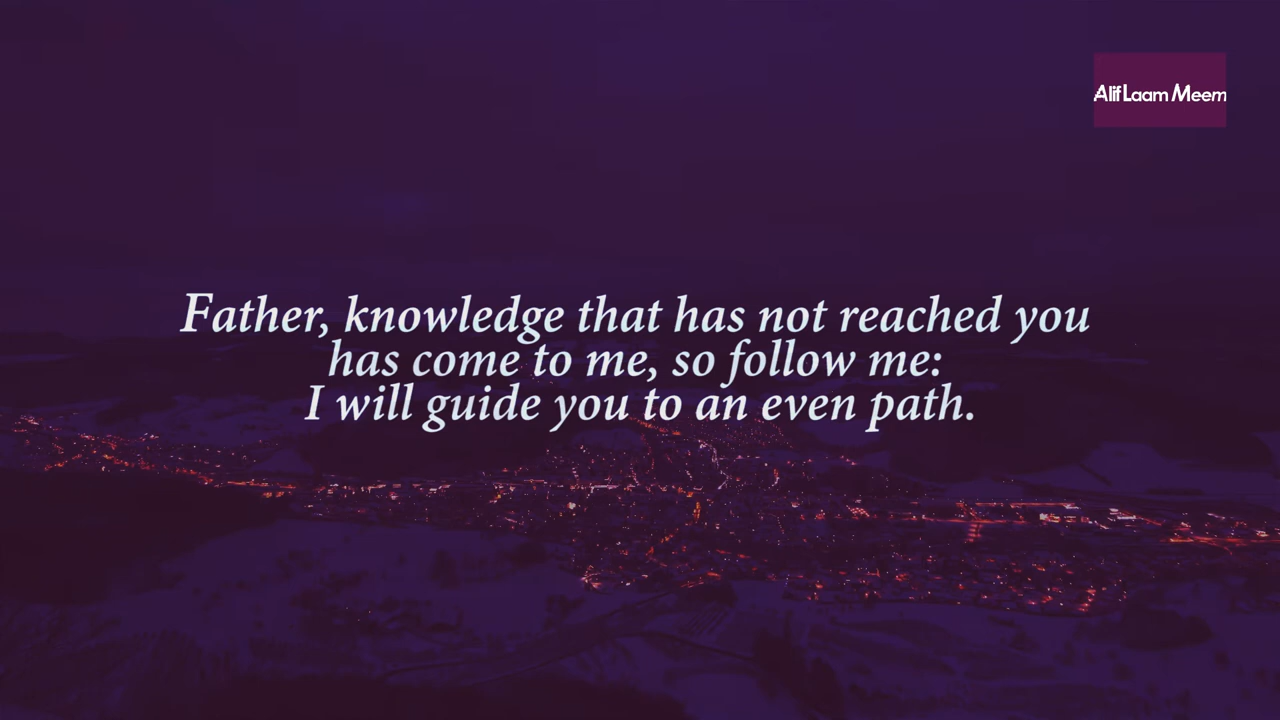 Alif Laam Meem
Father, knowledge that has not reached you
has come to me, so follow me:
I will guide you to an even path.